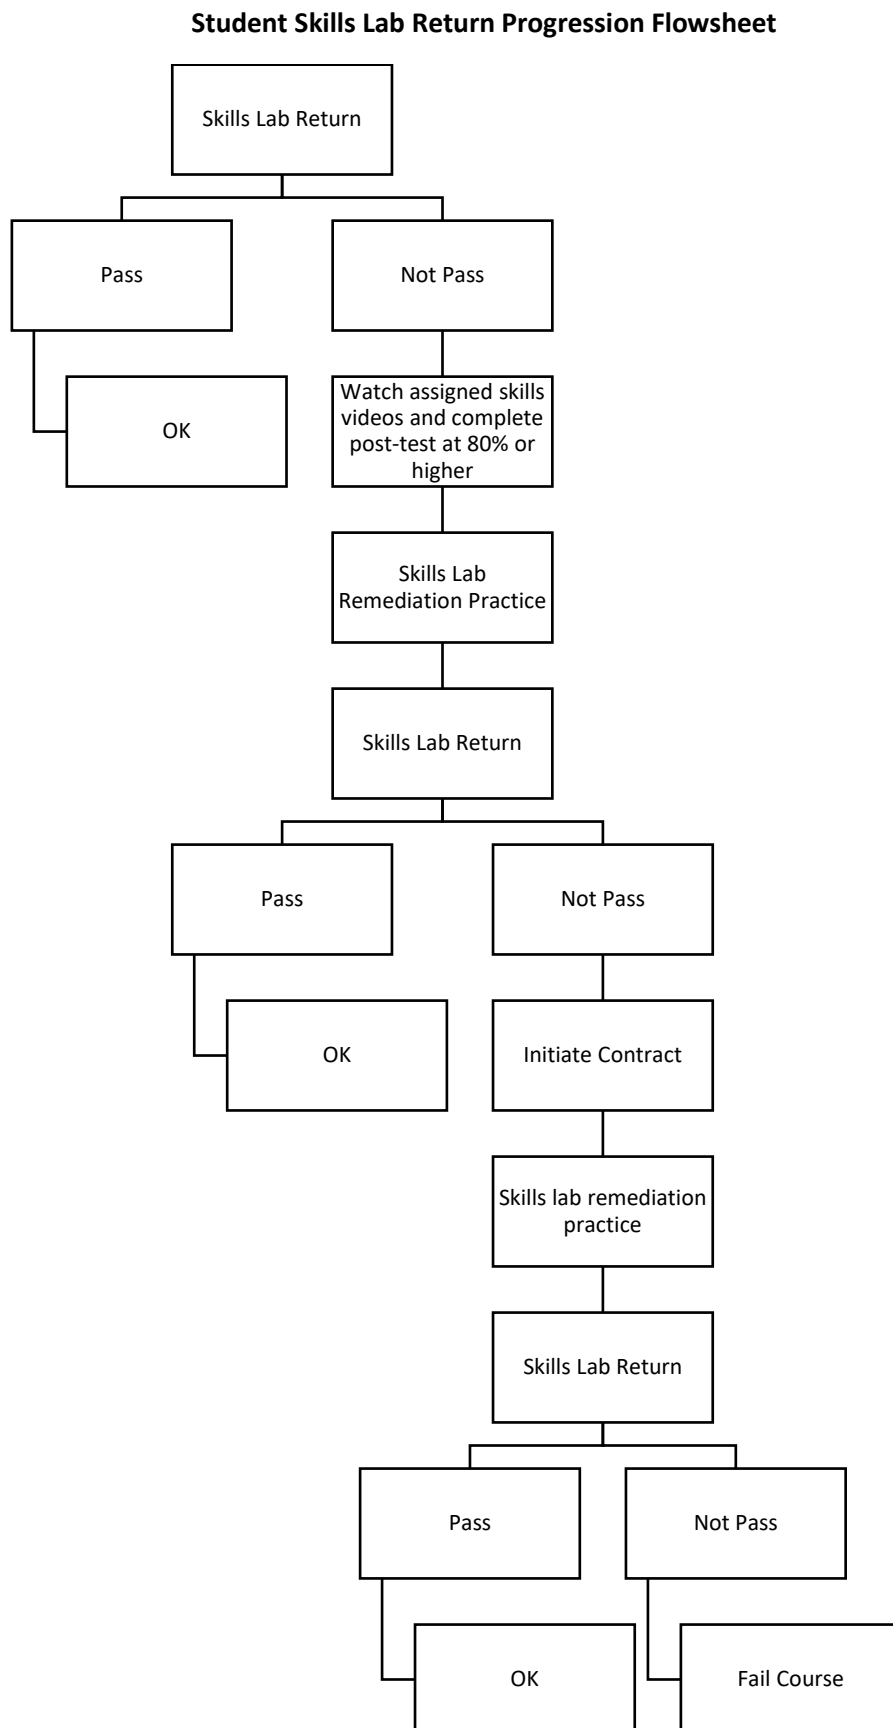 Student Skills Lab Return Progression Flowsheet
Skills Lab Return
Pass
Not Pass
OK
Watch assigned skills
videos and complete
post-test at 80% or
higher
Skills Lab
Remediation Practice
Skills Lab Return
Pass
Not Pass
OK
Initiate Contract
Skills lab remediation
practice
Skills Lab Return
Pass
Not Pass
OK
Fail Course